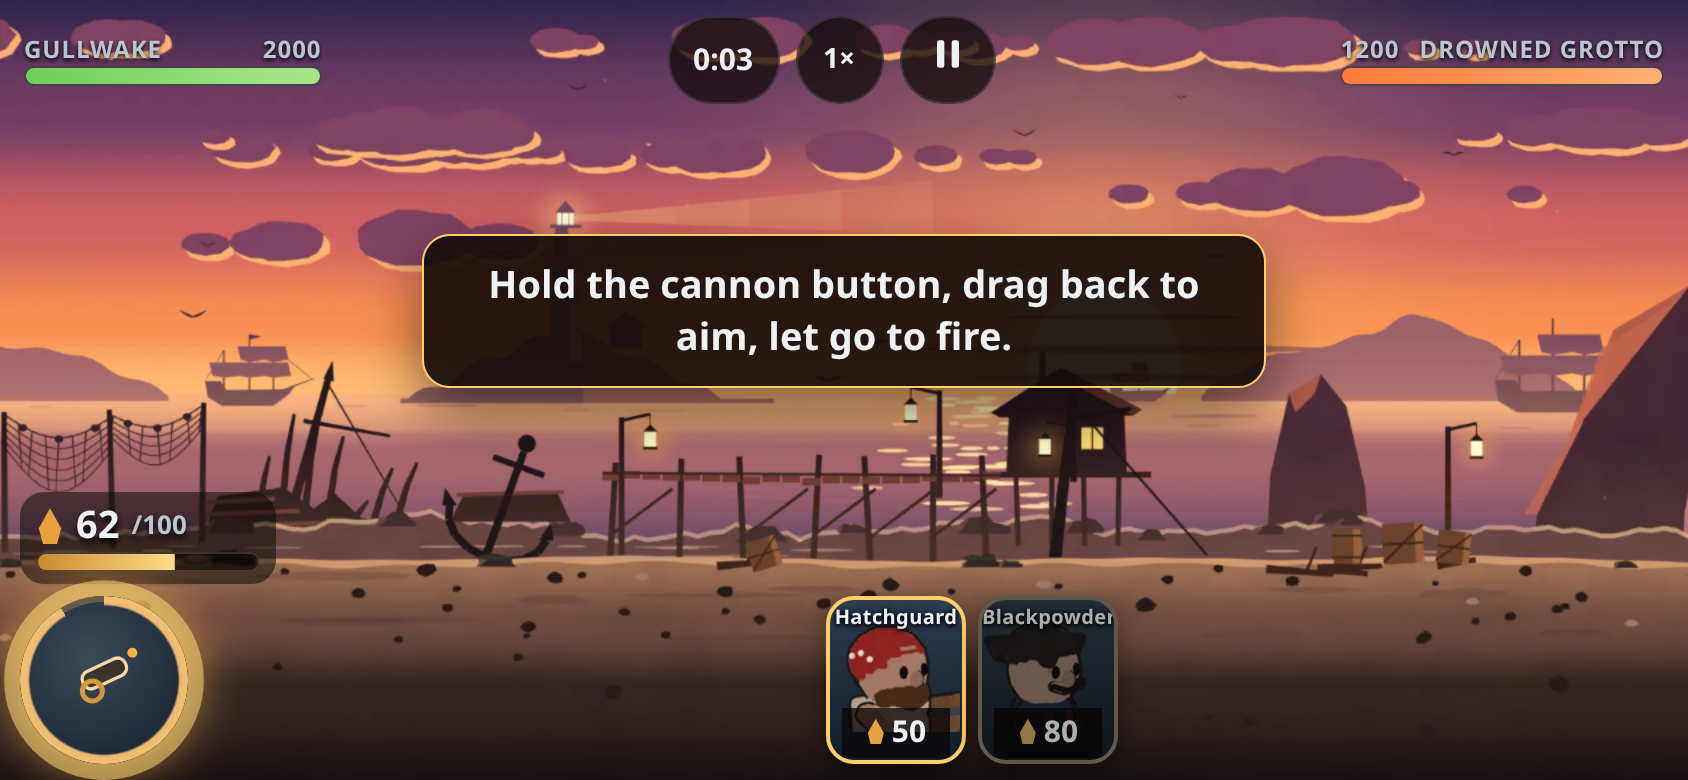 GULLWAKE 2000
0:03
1×
1200 DROWNED GROTTO
Hold the cannon button, drag back to
aim, let go to fire.
62 /100
Hatchguard
50
Blackpowder
80